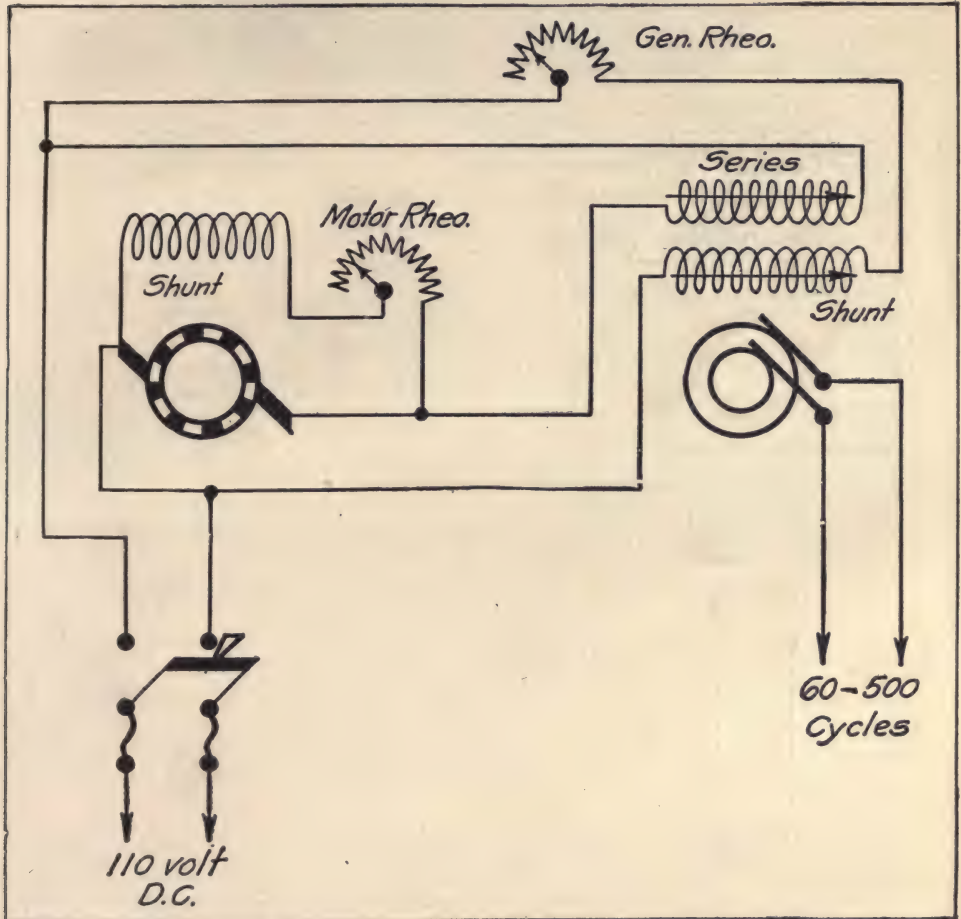 Gen. Rheo.
Series
Motor Rheo.
Shunt
Shunt
60-500
Cycles
110 volt
D.C.